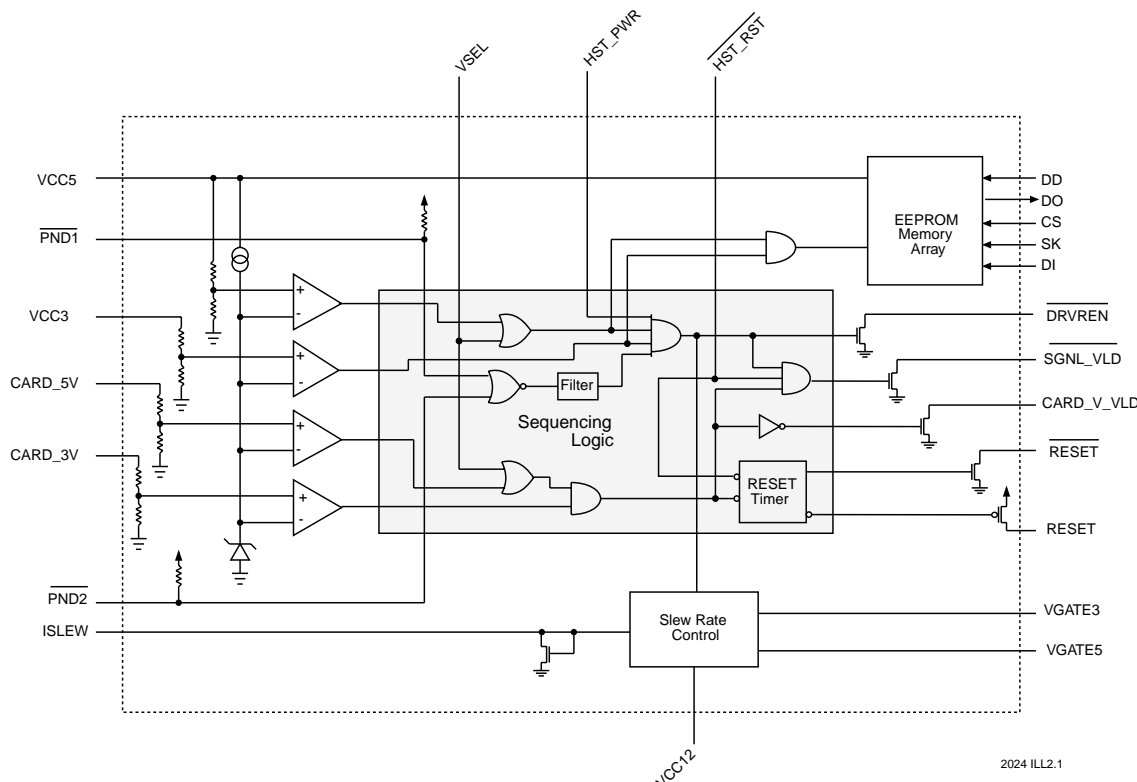 VSEL
HST_PWR
HST_RST
VCC5
PND1
VCC3
CARD_5V
CARD_3V
PND2
ISLEW
EEPROM
Memory
Array
DD
DO
CS
SK
DI
DRVREN
SGNL_VLD
CARD_V_VLD
RESET
RESET
+
-
+
-
+
-
+
-
Filter
Sequencing
Logic
RESET
Timer
Slew Rate
Control
VGATE3
VGATE5
VCC12
2024 ILL2.1